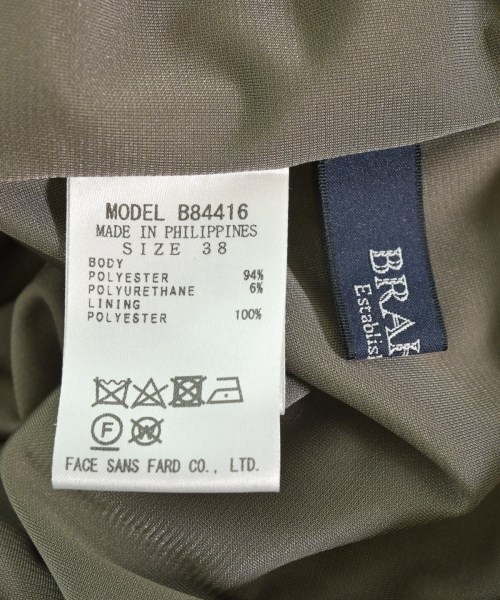 MODEL B84416
MADE IN PHILIPPINES
SIZE 38
BODY
POLYESTER 94%
POLYURETHANE 6%
LINING
POLYESTER 100%
F W
FACE SANS FARD CO., LTD.
BRA
Establis